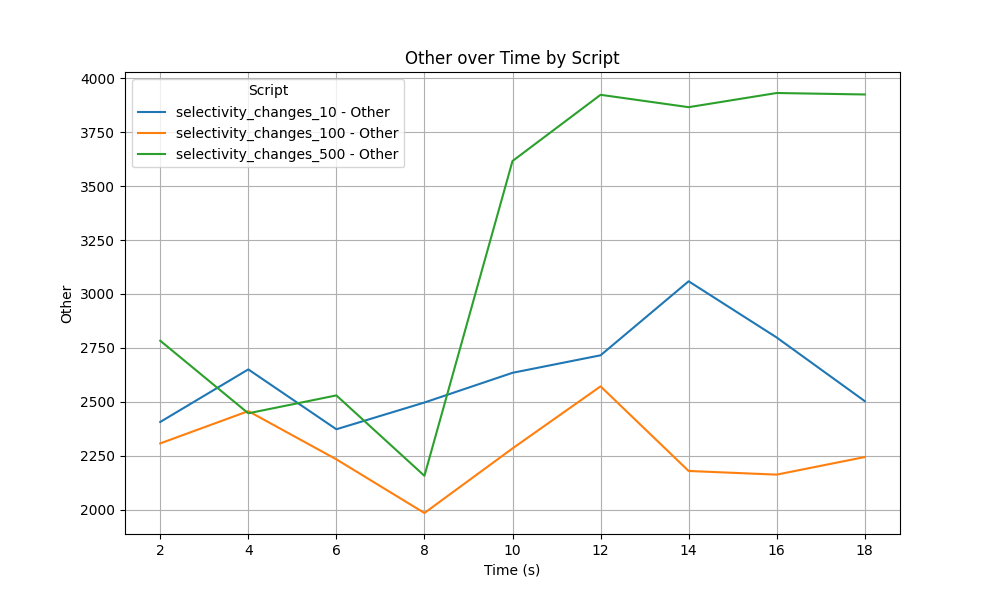 Other over Time by Script
Script
selectivity_changes_10 - Other
selectivity_changes_100 - Other
selectivity_changes_500 - Other
4000
3750
3500
3250
3000
2750
2500
2250
2000
Other
2 4 6 8 10 12 14 16 18
Time (s)